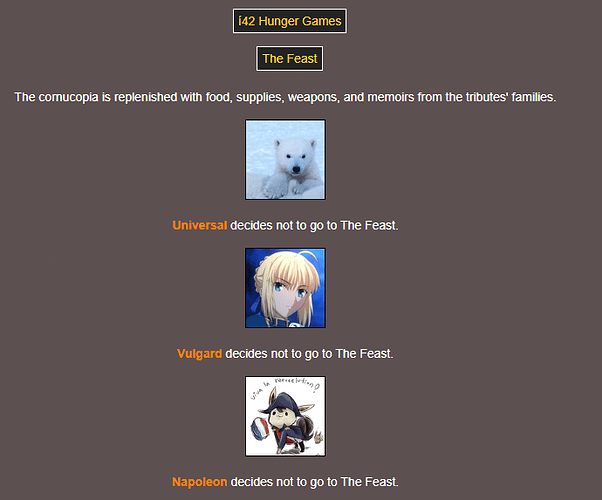 í42 Hunger Games
The Feast
The cornucopia is replenished with food, supplies, weapons, and memoirs from the tributes' families.
Universal decides not to go to The Feast.
Vulgard decides not to go to The Feast.
Viva la
Napoleon decides not to go to The Feast.